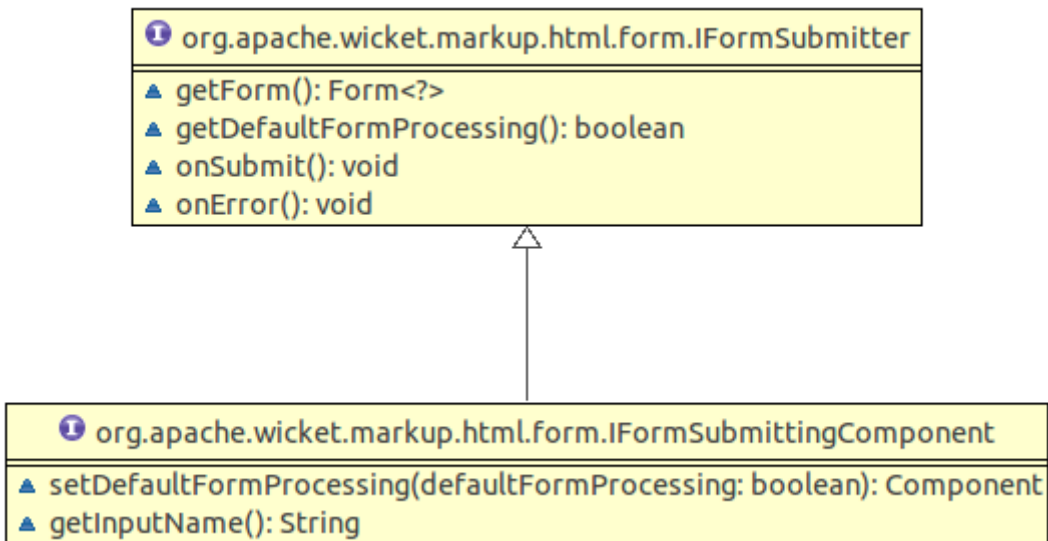 I org.apache.wicket.markup.html.form.IFormSubmitter
getForm(): Form<?>
getDefaultFormProcessing(): boolean
onSubmit(): void
onError(): void
I org.apache.wicket.markup.html.form.IFormSubmittingComponent
setDefaultFormProcessing(defaultFormProcessing: boolean): Component
getInputName(): String